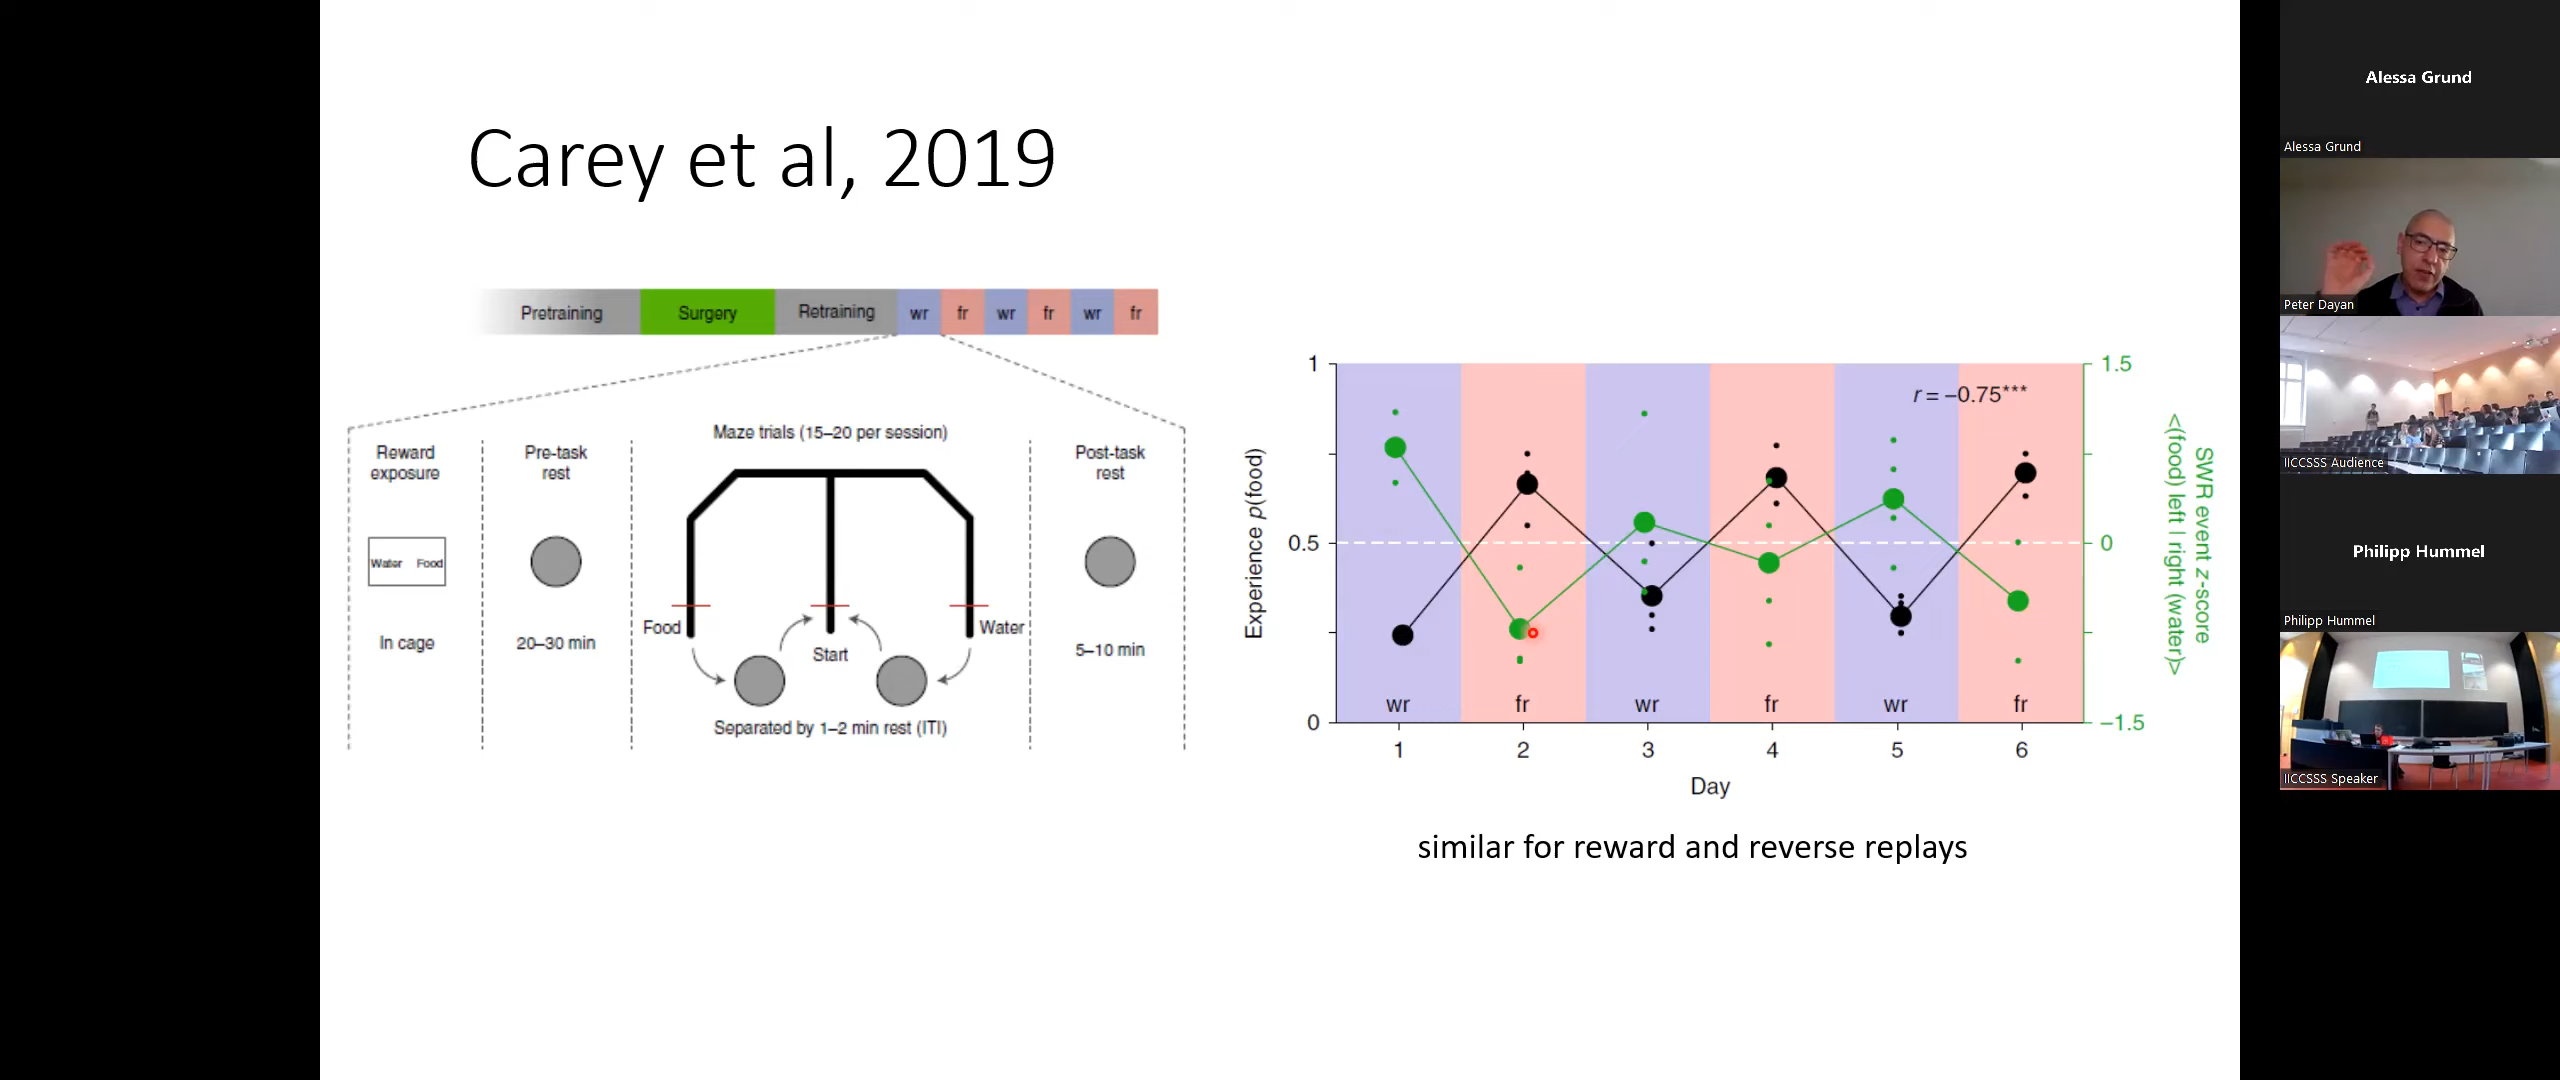 Carey et al, 2019
Pretraining
Surgery
Retraining
wr
fr
wr
fr
wr
fr
Reward
exposure
Water Food
In cage
Pre-task
rest
20–30 min
Maze trials (15–20 per session)
Food
Water
Start
Separated by 1–2 min rest (ITI)
Post-task
rest
5–10 min
Experience p(food)
1
0.5
0
r = –0.75***
wr
fr
wr
fr
wr
fr
1
2
3
4
5
6
Day
1.5
0
–1.5
SWR event z-score
<(food) left | right (water)>
similar for reward and reverse replays
Alessa Grund
Alessa Grund
Peter Dayan
IICCSSS Audience
Philipp Hummel
Philipp Hummel
IICCSSS Speaker